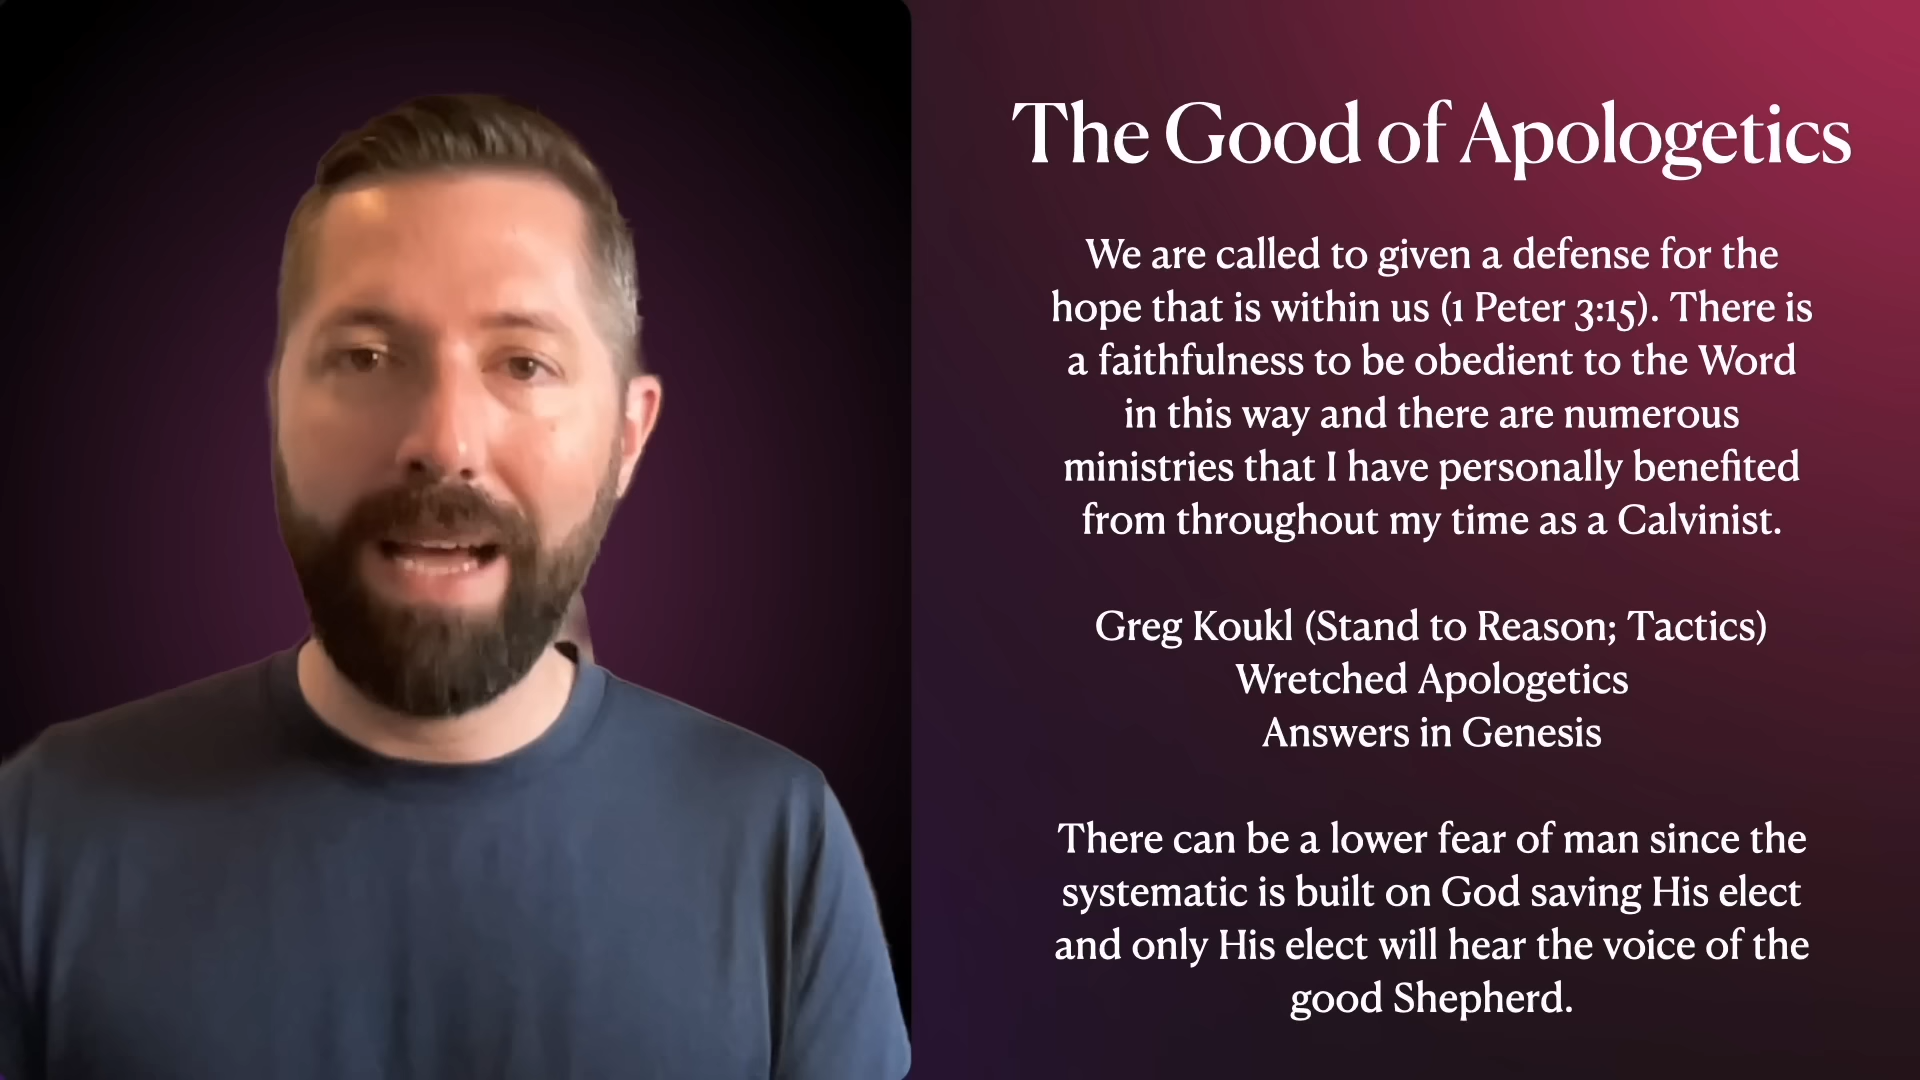 The Good of Apologetics
We are called to given a defense for the
hope that is within us (1 Peter 3:15). There is
a faithfulness to be obedient to the Word
in this way and there are numerous
ministries that I have personally benefited
from throughout my time as a Calvinist.
Greg Koukl (Stand to Reason; Tactics)
Wretched Apologetics
Answers in Genesis
There can be a lower fear of man since the
systematic is built on God saving His elect
and only His elect will hear the voice of the
good Shepherd.